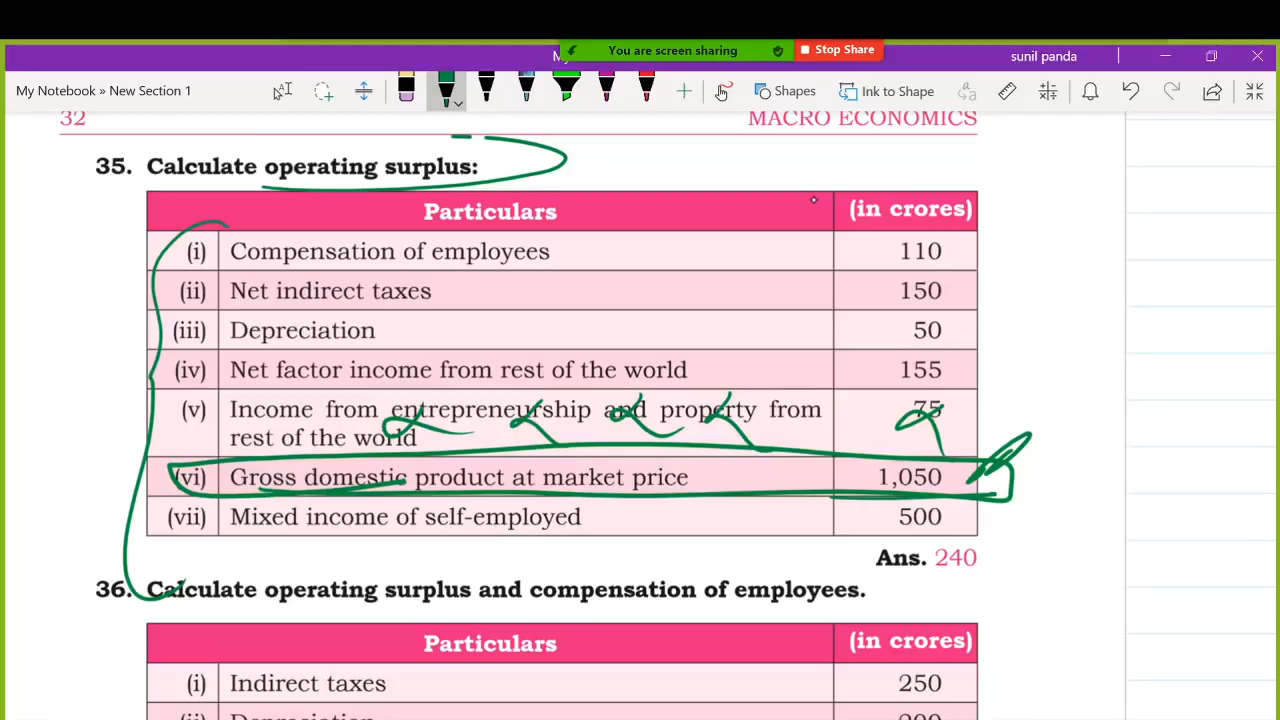 You are screen sharing
Stop Share
sunil panda
My Notebook » New Section 1
Shapes
Ink to Shape
32 MACRO ECONOMICS
35. Calculate operating surplus:
Particulars (in crores)
(i) Compensation of employees 110
(ii) Net indirect taxes 150
(iii) Depreciation 50
(iv) Net factor income from rest of the world 155
(v) Income from entrepreneurship and property from 75
rest of the world
(vi) Gross domestic product at market price 1,050
(vii) Mixed income of self-employed 500
Ans. 240
36. Calculate operating surplus and compensation of employees.
Particulars (in crores)
(i) Indirect taxes 250
(ii) Depreciation 200